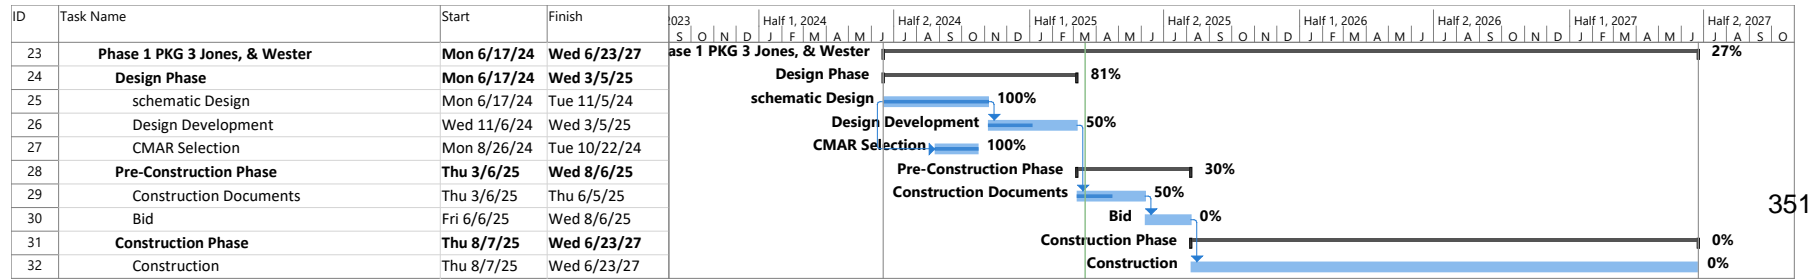 ID Task Name Start Finish 2023 Half 1, 2024 Half 2, 2024 Half 1, 2025 Half 2, 2025 Half 1, 2026 Half 2, 2026 Half 1, 2027 Half 2, 2027
S O N D J F M A M J J A S O N D J F M A M J J A S O N D J F M A M J J A S O N D J F M A M J J A S O
23 Phase 1 PKG 3 Jones, & Wester Mon 6/17/24 Wed 6/23/27 ase 1 PKG 3 Jones, & Wester 27%
24 Design Phase Mon 6/17/24 Wed 3/5/25 Design Phase 81%
25 schematic Design Mon 6/17/24 Tue 11/5/24 schematic Design 100%
26 Design Development Wed 11/6/24 Wed 3/5/25 Design Development 50%
27 CMAR Selection Mon 8/26/24 Tue 10/22/24 CMAR Selection 100%
28 Pre-Construction Phase Thu 3/6/25 Wed 8/6/25 Pre-Construction Phase 30%
29 Construction Documents Thu 3/6/25 Thu 6/5/25 Construction Documents 50%
30 Bid Fri 6/6/25 Wed 8/6/25 Bid 0%
31 Construction Phase Thu 8/7/25 Wed 6/23/27 Construction Phase 0%
32 Construction Thu 8/7/25 Wed 6/23/27 Construction 0%
351